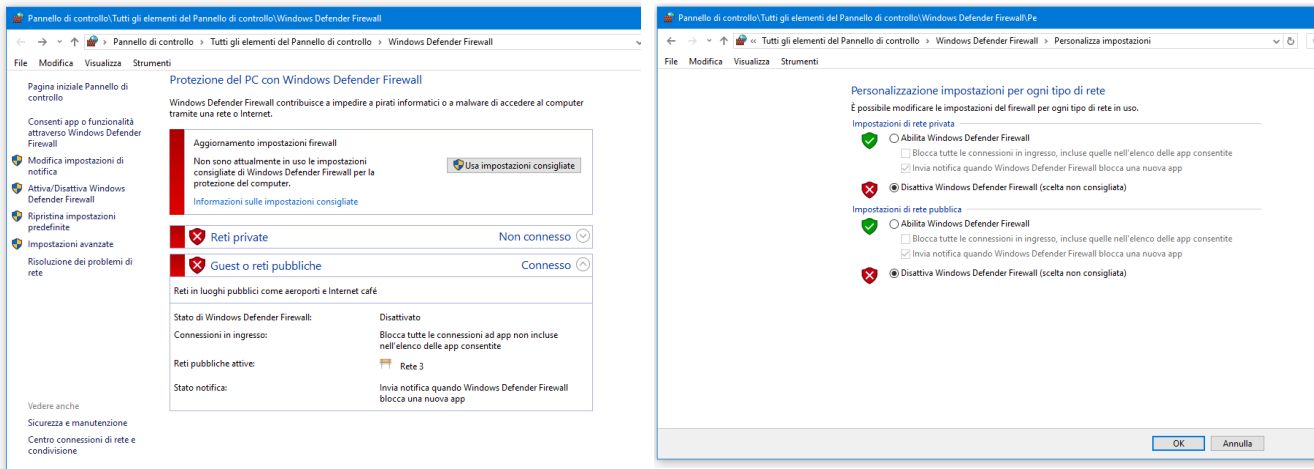 Pannello di controllo\Tutti gli elementi del Pannello di controllo\Windows Defender Firewall
Pannello di controllo › Tutti gli elementi del Pannello di controllo › Windows Defender Firewall
File Modifica Visualizza Strumenti
Pagina iniziale Pannello di
controllo
Consenti app o funzionalità
attraverso Windows Defender
Firewall
Modifica impostazioni di
notifica
Attiva/Disattiva Windows
Defender Firewall
Ripristina impostazioni
predefinite
Impostazioni avanzate
Risoluzione dei problemi di
rete
Vedere anche
Sicurezza e manutenzione
Centro connessioni di rete e
condivisione
Protezione del PC con Windows Defender Firewall
Windows Defender Firewall contribuisce a impedire a pirati informatici o a malware di accedere al computer
tramite una rete o Internet.
Aggiornamento impostazioni firewall
Non sono attualmente in uso le impostazioni
consigliate di Windows Defender Firewall per la
protezione del computer.
Usa impostazioni consigliate
Informazioni sulle impostazioni consigliate
Reti private Non connesso
Guest o reti pubbliche Connesso
Reti in luoghi pubblici come aeroporti e Internet café
Stato di Windows Defender Firewall: Disattivato
Connessioni in ingresso: Blocca tutte le connessioni ad app non incluse
nell'elenco delle app consentite
Reti pubbliche attive: Rete 3
Stato notifica: Invia notifica quando Windows Defender Firewall
blocca una nuova app
Pannello di controllo\Tutti gli elementi del Pannello di controllo\Windows Defender Firewall\Pe
« Tutti gli elementi del Pannello di controllo › Windows Defender Firewall › Personalizza impostazioni
File Modifica Visualizza Strumenti
Personalizzazione impostazioni per ogni tipo di rete
È possibile modificare le impostazioni del firewall per ogni tipo di rete in uso.
Impostazioni di rete privata
Abilita Windows Defender Firewall
Blocca tutte le connessioni in ingresso, incluse quelle nell'elenco delle app consentite
Invia notifica quando Windows Defender Firewall blocca una nuova app
Disattiva Windows Defender Firewall (scelta non consigliata)
Impostazioni di rete pubblica
Abilita Windows Defender Firewall
Blocca tutte le connessioni in ingresso, incluse quelle nell'elenco delle app consentite
Invia notifica quando Windows Defender Firewall blocca una nuova app
Disattiva Windows Defender Firewall (scelta non consigliata)
OK Annulla